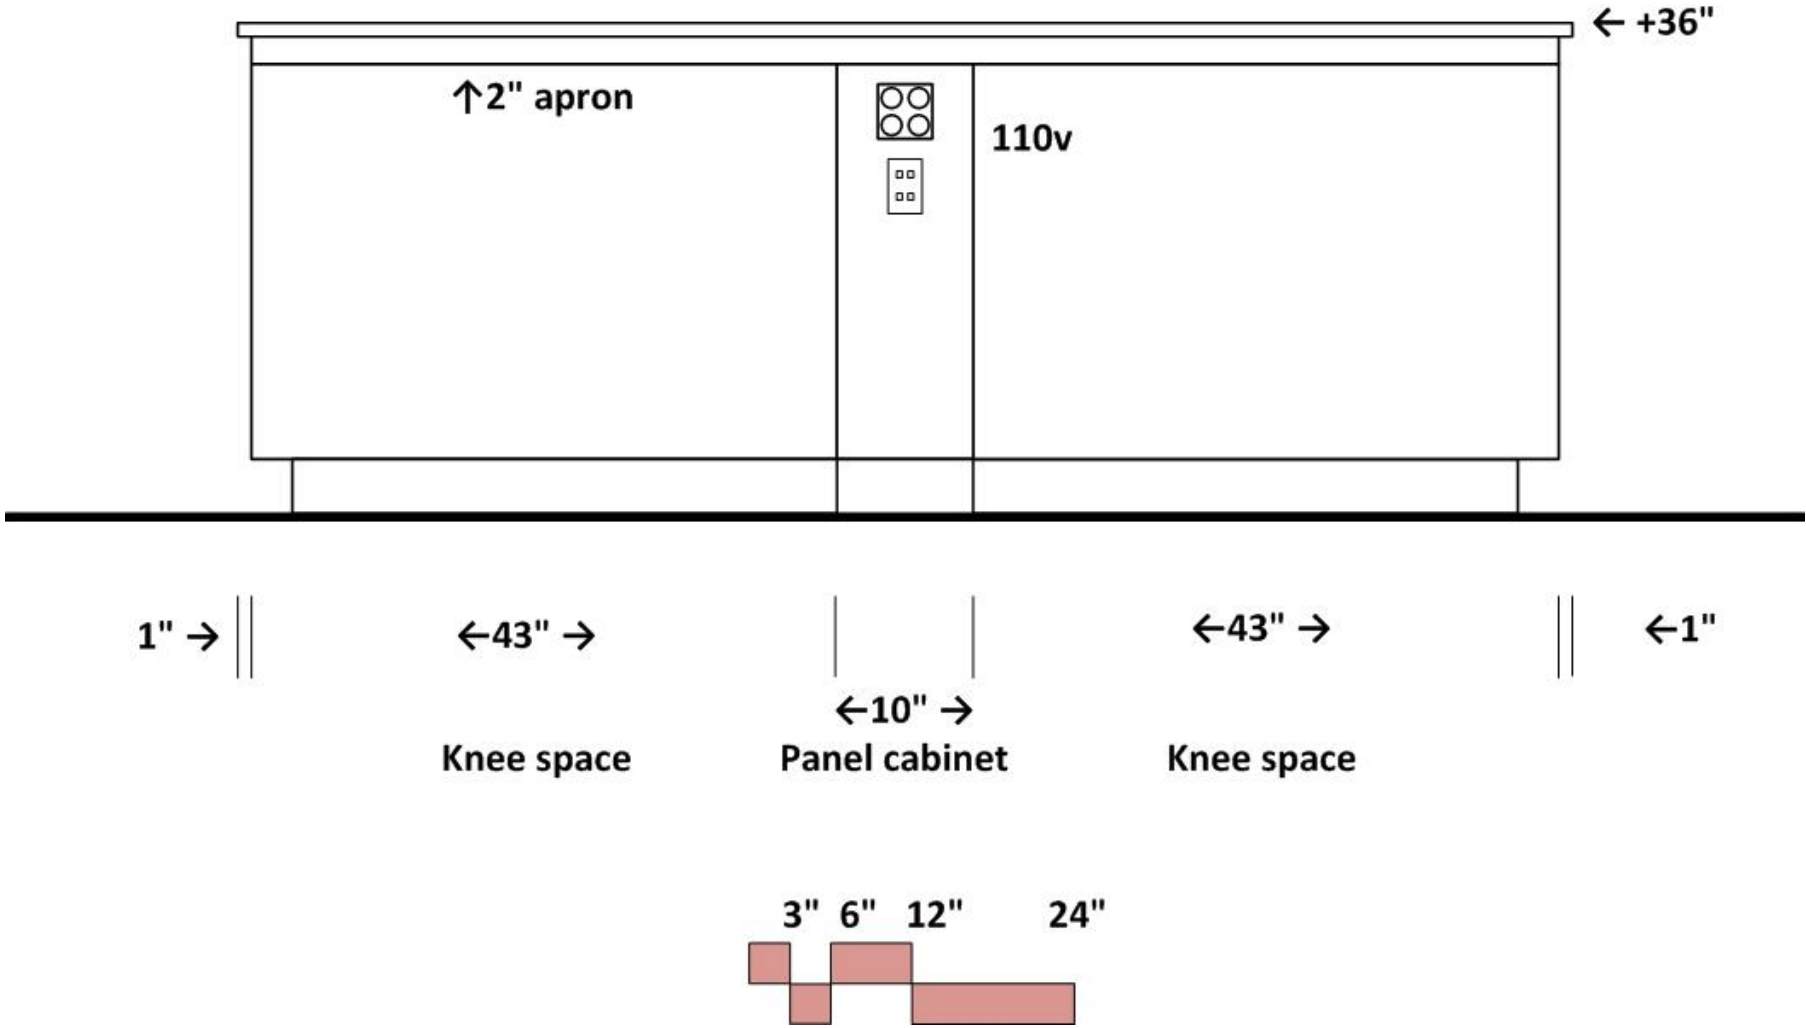 ← +36"
↑2" apron
110v
1" →
←43" →
←43" →
←1"
←10" →
Knee space
Panel cabinet
Knee space
3" 6" 12" 24"